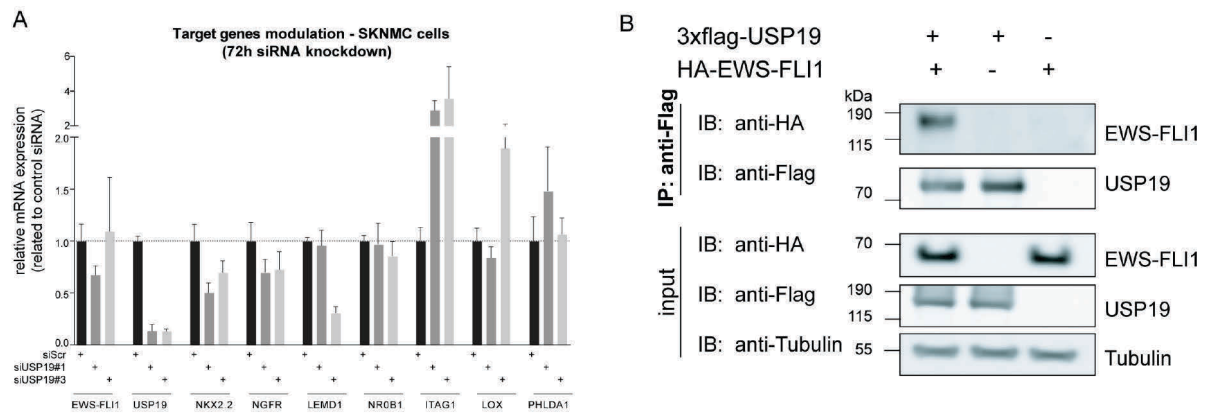 A
Target genes modulation - SKNMC cells
(72h siRNA knockdown)
relative mRNA expression
(related to control siRNA)
6
4
2
2.0
1.5
1.0
0.5
0.0
siScr + + + + + + + + +
siUSP19#1 + + + + + + + + +
siUSP19#3 + + + + + + + + +
EWS-FLI1 USP19 NKX2.2 NGFR LEMD1 NR0B1 ITAG1 LOX PHLDA1
B
3xflag-USP19 + + -
HA-EWS-FLI1 + - +
kDa
IP: anti-Flag
IB: anti-HA 190 115 EWS-FLI1
IB: anti-Flag 70 USP19
input
IB: anti-HA 70 EWS-FLI1
IB: anti-Flag 190 115 USP19
IB: anti-Tubulin 55 Tubulin